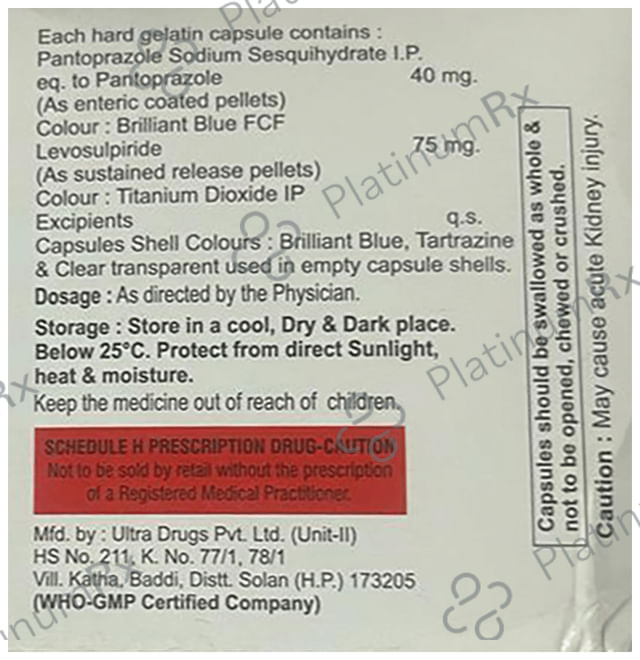 Each hard gelatin capsule contains :
Pantoprazole Sodium Sesquihydrate I.P.
eq. to Pantoprazole 40 mg.
(As enteric coated pellets)
Colour : Brilliant Blue FCF
Levosulpiride 75 mg.
(As sustained release pellets)
Colour : Titanium Dioxide IP
Excipients q.s.
Capsules Shell Colours : Brilliant Blue, Tartrazine
& Clear transparent used in empty capsule shells.
Dosage : As directed by the Physician.
Storage : Store in a cool, Dry & Dark place.
Below 25°C. Protect from direct Sunlight,
heat & moisture.
Keep the medicine out of reach of children.
SCHEDULE H PRESCRIPTION DRUG-CAUTION
Not to be sold by retail without the prescription
of a Registered Medical Practitioner.
Mfd. by : Ultra Drugs Pvt. Ltd. (Unit-II)
HS No. 211, K. No. 77/1, 78/1
Vill. Katha, Baddi, Distt. Solan (H.P.) 173205
(WHO-GMP Certified Company)
Capsules should be swallowed as whole &
not to be opened, chewed or crushed.
Caution : May cause acute Kidney injury.
PlatinumRx
PlatinumRx
PlatinumRx